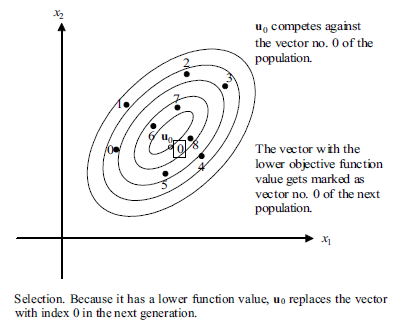 x2
u0 competes against
the vector no. 0 of the
population.
2
3
1
7
6
u0
0
0
8
4
5
The vector with the
lower objective function
value gets marked as
vector no. 0 of the next
population.
x1
Selection. Because it has a lower function value, u0 replaces the vector
with index 0 in the next generation.